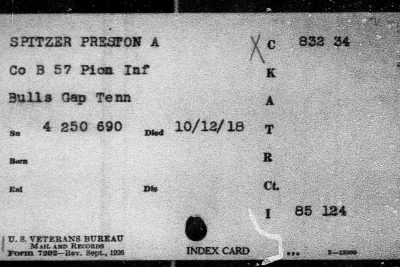 SPITZER PRESTON A C 832 34
Co B 57 Pion Inf K
Bulls Gap Tenn A
Sn 4 250 690 Died 10/12/18 T
Born R
Enl Dis Ct.
I 85 124
U. S. VETERANS BUREAU
MAIL AND RECORDS
Form 7202—Rev. Sept., 1926 INDEX CARD